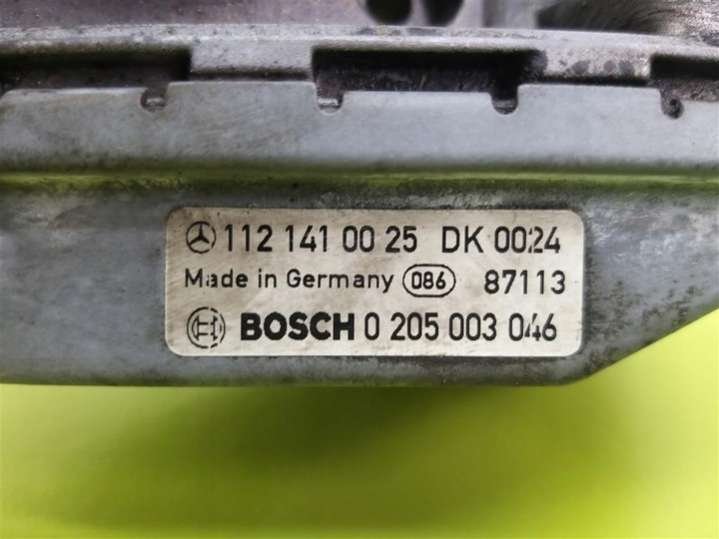 112 141 00 25 DK 0024
Made in Germany 086 87113
BOSCH 0 205 003 046